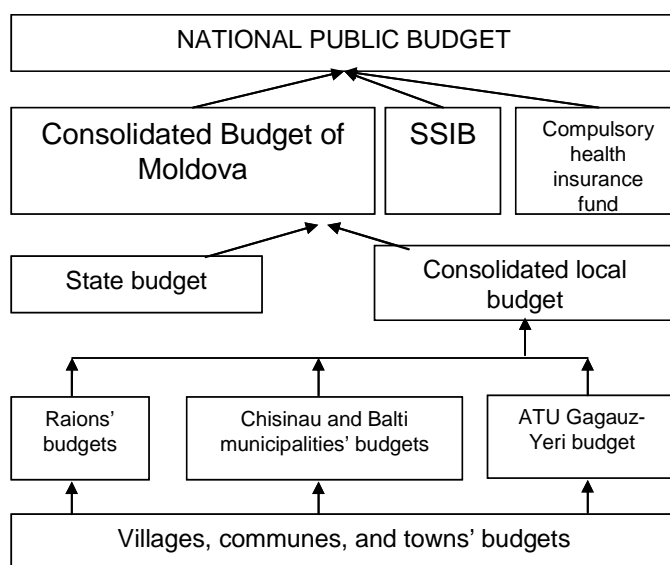 NATIONAL PUBLIC BUDGET
Consolidated Budget of
Moldova
SSIB
Compulsory
health
insurance
fund
State budget
Consolidated local
budget
Raions’
budgets
Chisinau and Balti
municipalities’ budgets
ATU Gagauz-
Yeri budget
Villages, communes, and towns’ budgets